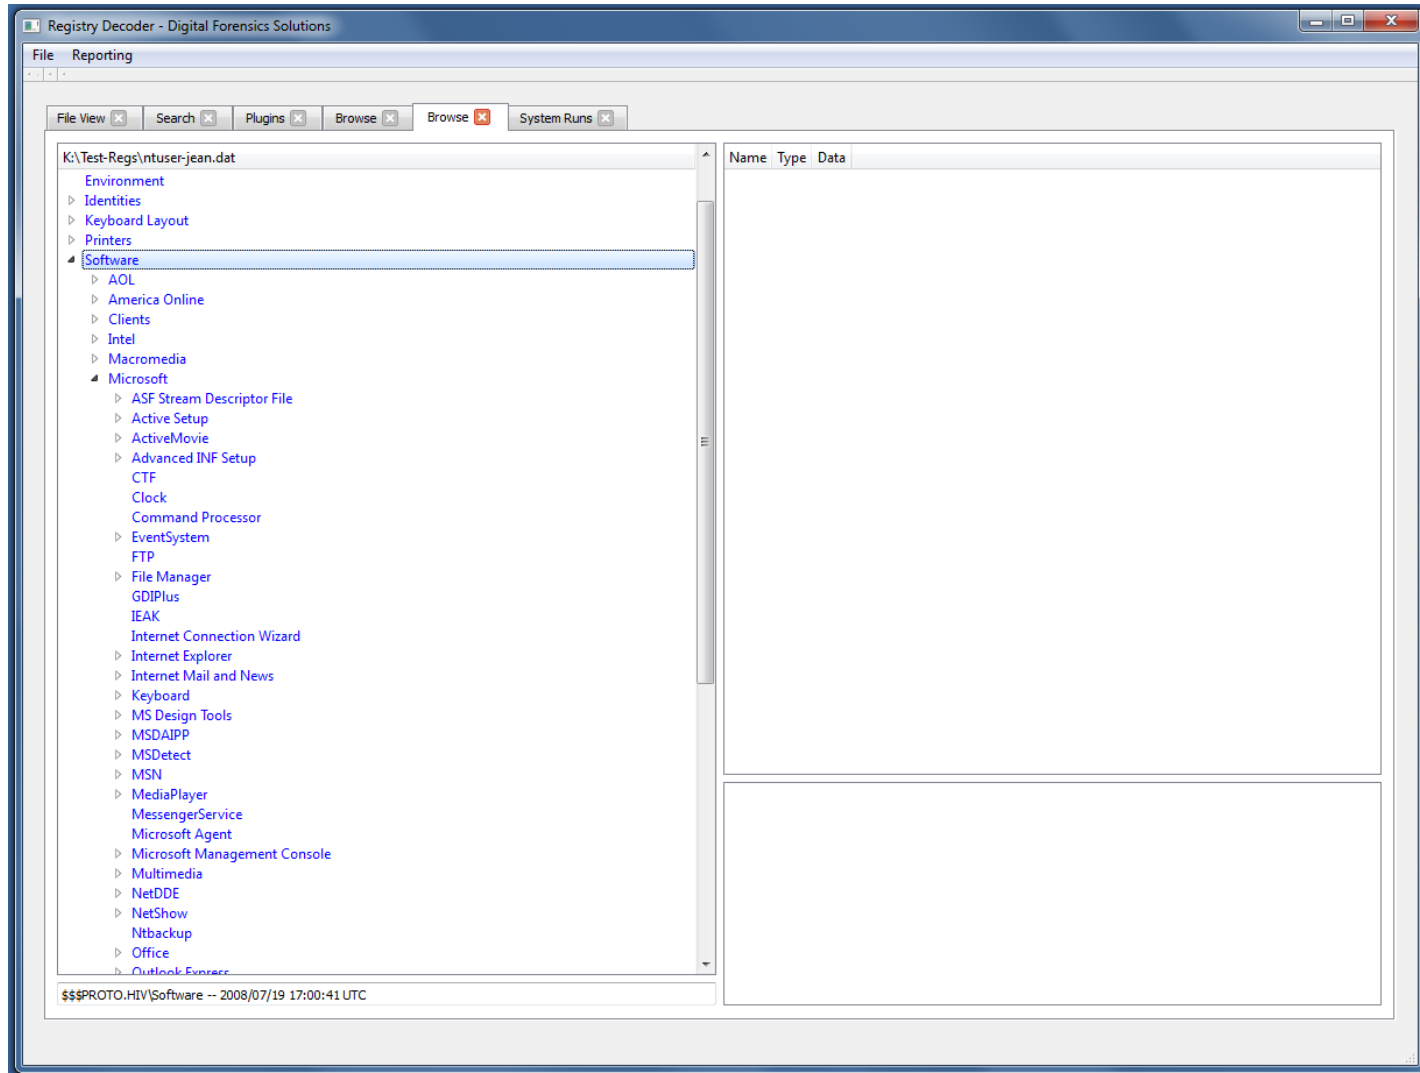 Registry Decoder - Digital Forensics Solutions
File Reporting
File View Search Plugins Browse Browse System Runs
K:\Test-Regs\ntuser-jean.dat
Environment
Identities
Keyboard Layout
Printers
Software
AOL
America Online
Clients
Intel
Macromedia
Microsoft
ASF Stream Descriptor File
Active Setup
ActiveMovie
Advanced INF Setup
CTF
Clock
Command Processor
EventSystem
FTP
File Manager
GDIPlus
IEAK
Internet Connection Wizard
Internet Explorer
Internet Mail and News
Keyboard
MS Design Tools
MSDAIPP
MSDetect
MSN
MediaPlayer
MessengerService
Microsoft Agent
Microsoft Management Console
Multimedia
NetDDE
NetShow
Ntbackup
Office
Outlook Express
$$$PROTO.HIV\Software -- 2008/07/19 17:00:41 UTC
Name Type Data